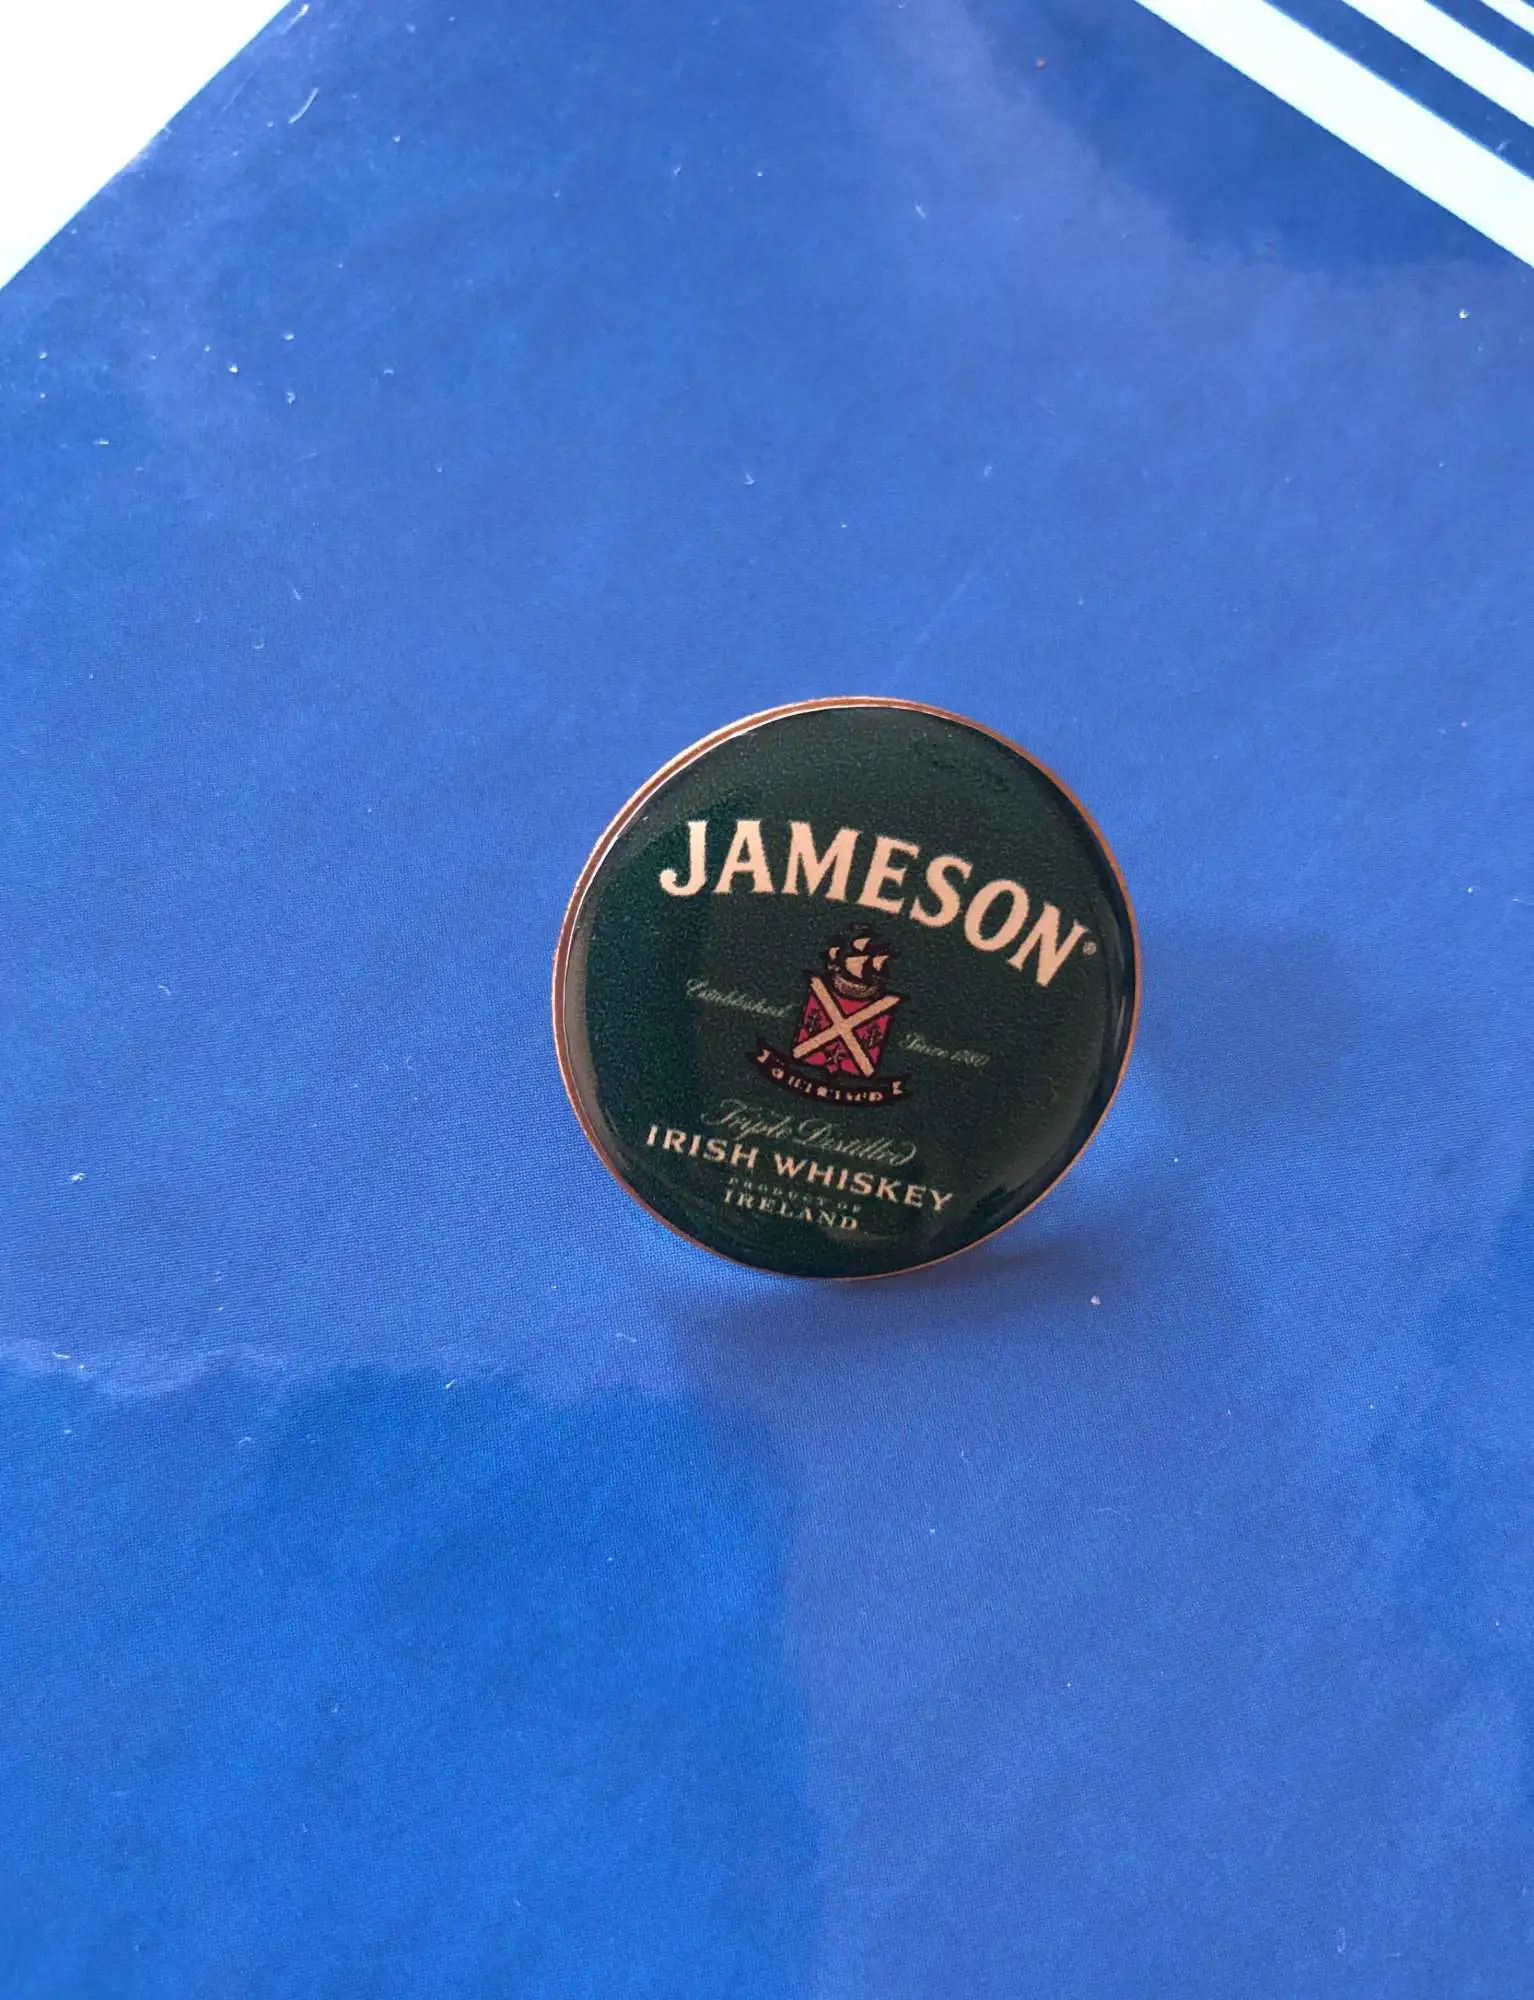 JAMESON®
Established Since 1780
Triple Distilled
IRISH WHISKEY
PRODUCT OF
IRELAND